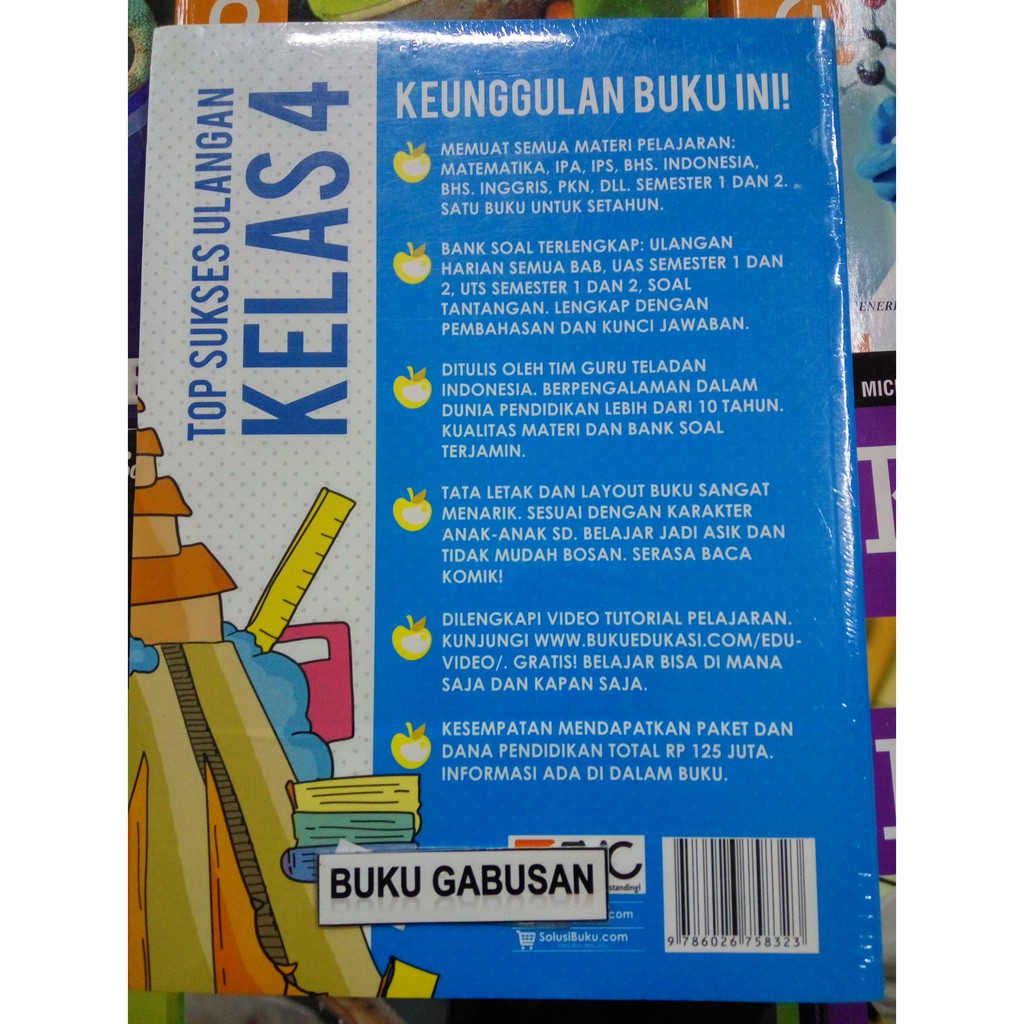 TOP SUKSES ULANGAN
KELAS 4
KEUNGGULAN BUKU INI!
MEMUAT SEMUA MATERI PELAJARAN:
MATEMATIKA, IPA, IPS, BHS. INDONESIA,
BHS. INGGRIS, PKN, DLL. SEMESTER 1 DAN 2.
SATU BUKU UNTUK SETAHUN.
BANK SOAL TERLENGKAP: ULANGAN
HARIAN SEMUA BAB, UAS SEMESTER 1 DAN
2, UTS SEMESTER 1 DAN 2, SOAL
TANTANGAN. LENGKAP DENGAN
PEMBAHASAN DAN KUNCI JAWABAN.
DITULIS OLEH TIM GURU TELADAN
INDONESIA. BERPENGALAMAN DALAM
DUNIA PENDIDIKAN LEBIH DARI 10 TAHUN.
KUALITAS MATERI DAN BANK SOAL
TERJAMIN.
TATA LETAK DAN LAYOUT BUKU SANGAT
MENARIK. SESUAI DENGAN KARAKTER
ANAK-ANAK SD. BELAJAR JADI ASIK DAN
TIDAK MUDAH BOSAN. SERASA BACA
KOMIK!
DILENGKAPI VIDEO TUTORIAL PELAJARAN.
KUNJUNGI WWW.BUKUEDUKASI.COM/EDU-
VIDEO/. GRATIS! BELAJAR BISA DI MANA
SAJA DAN KAPAN SAJA.
KESEMPATAN MENDAPATKAN PAKET DAN
DANA PENDIDIKAN TOTAL RP 125 JUTA.
INFORMASI ADA DI DALAM BUKU.
BUKU GABUSAN
standing!
.com
SolusiBuku.com
9 786026 758323
ENERI
MIC